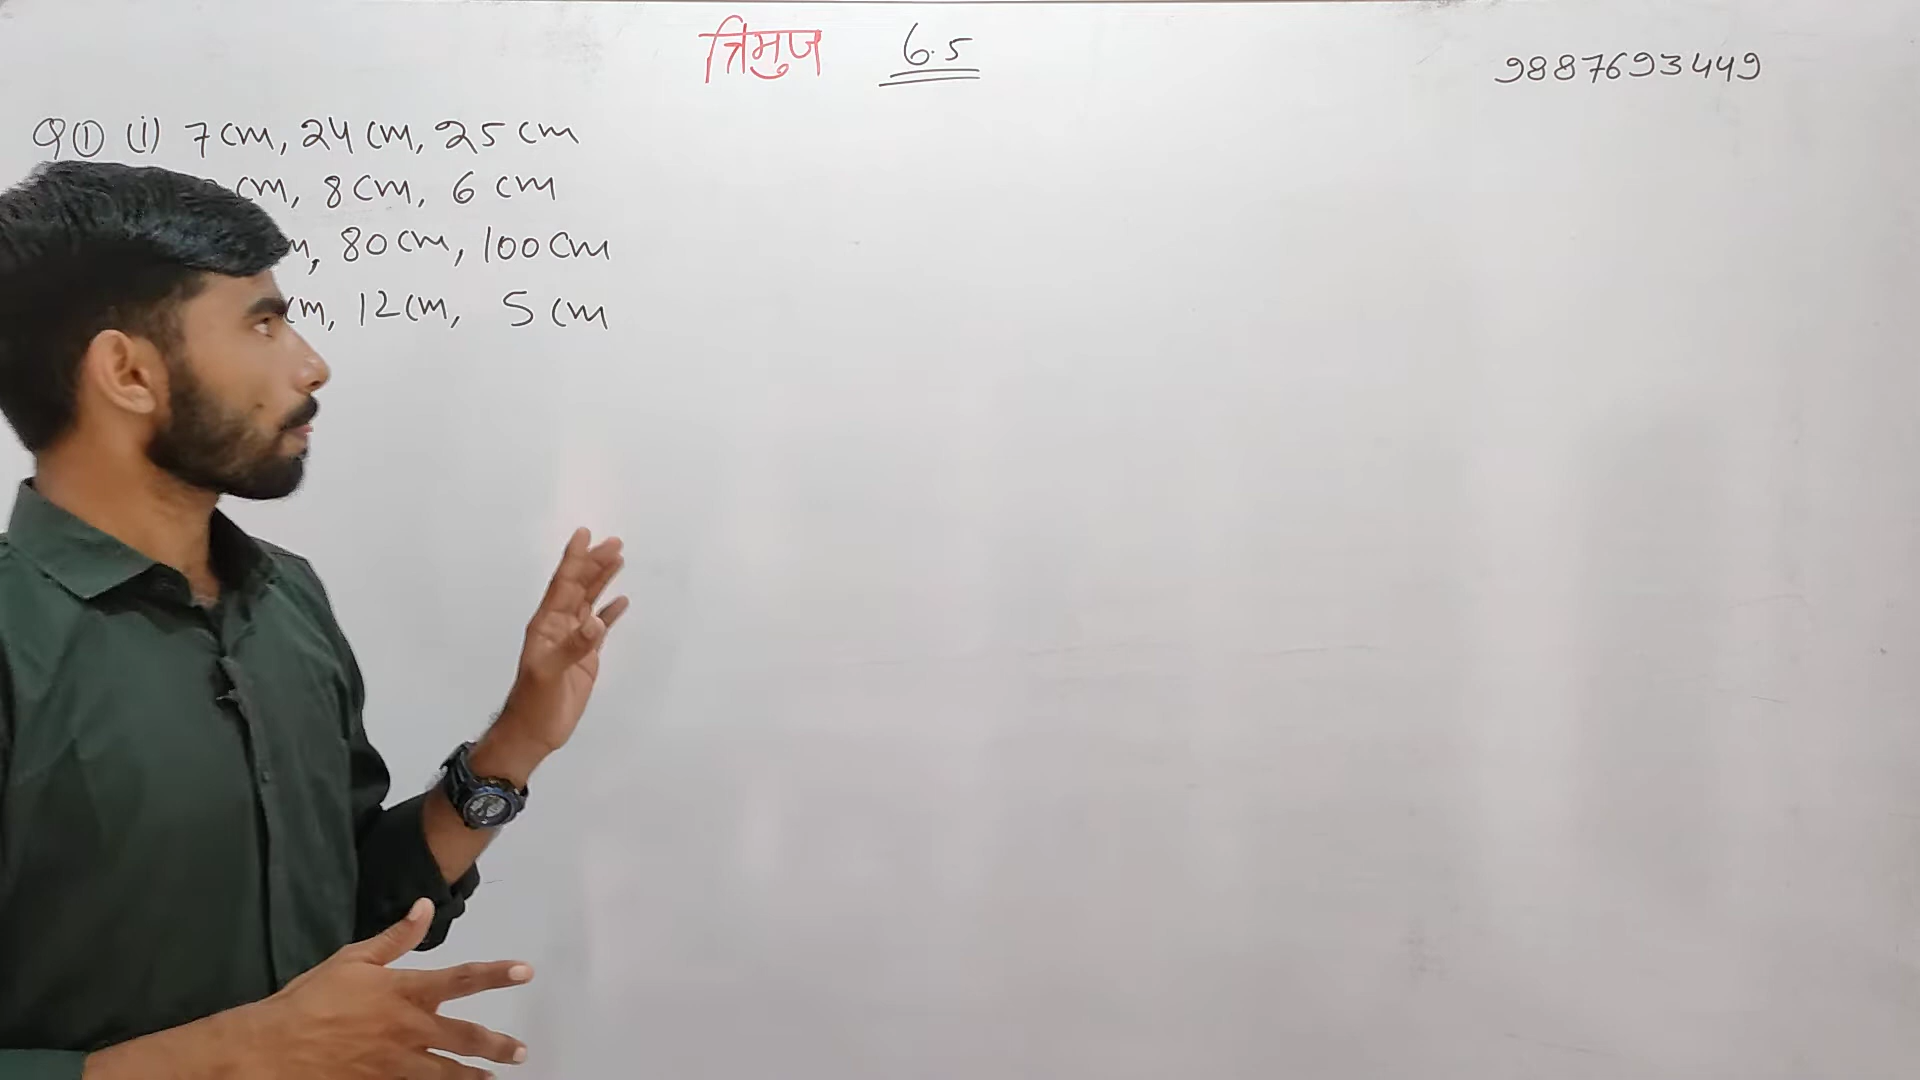 त्रिभुज 6.5
9887693449
Q ① (i) 7 cm, 24 cm, 25 cm
cm, 8 cm, 6 cm
80 cm, 100 cm
cm, 12 cm, 5 cm